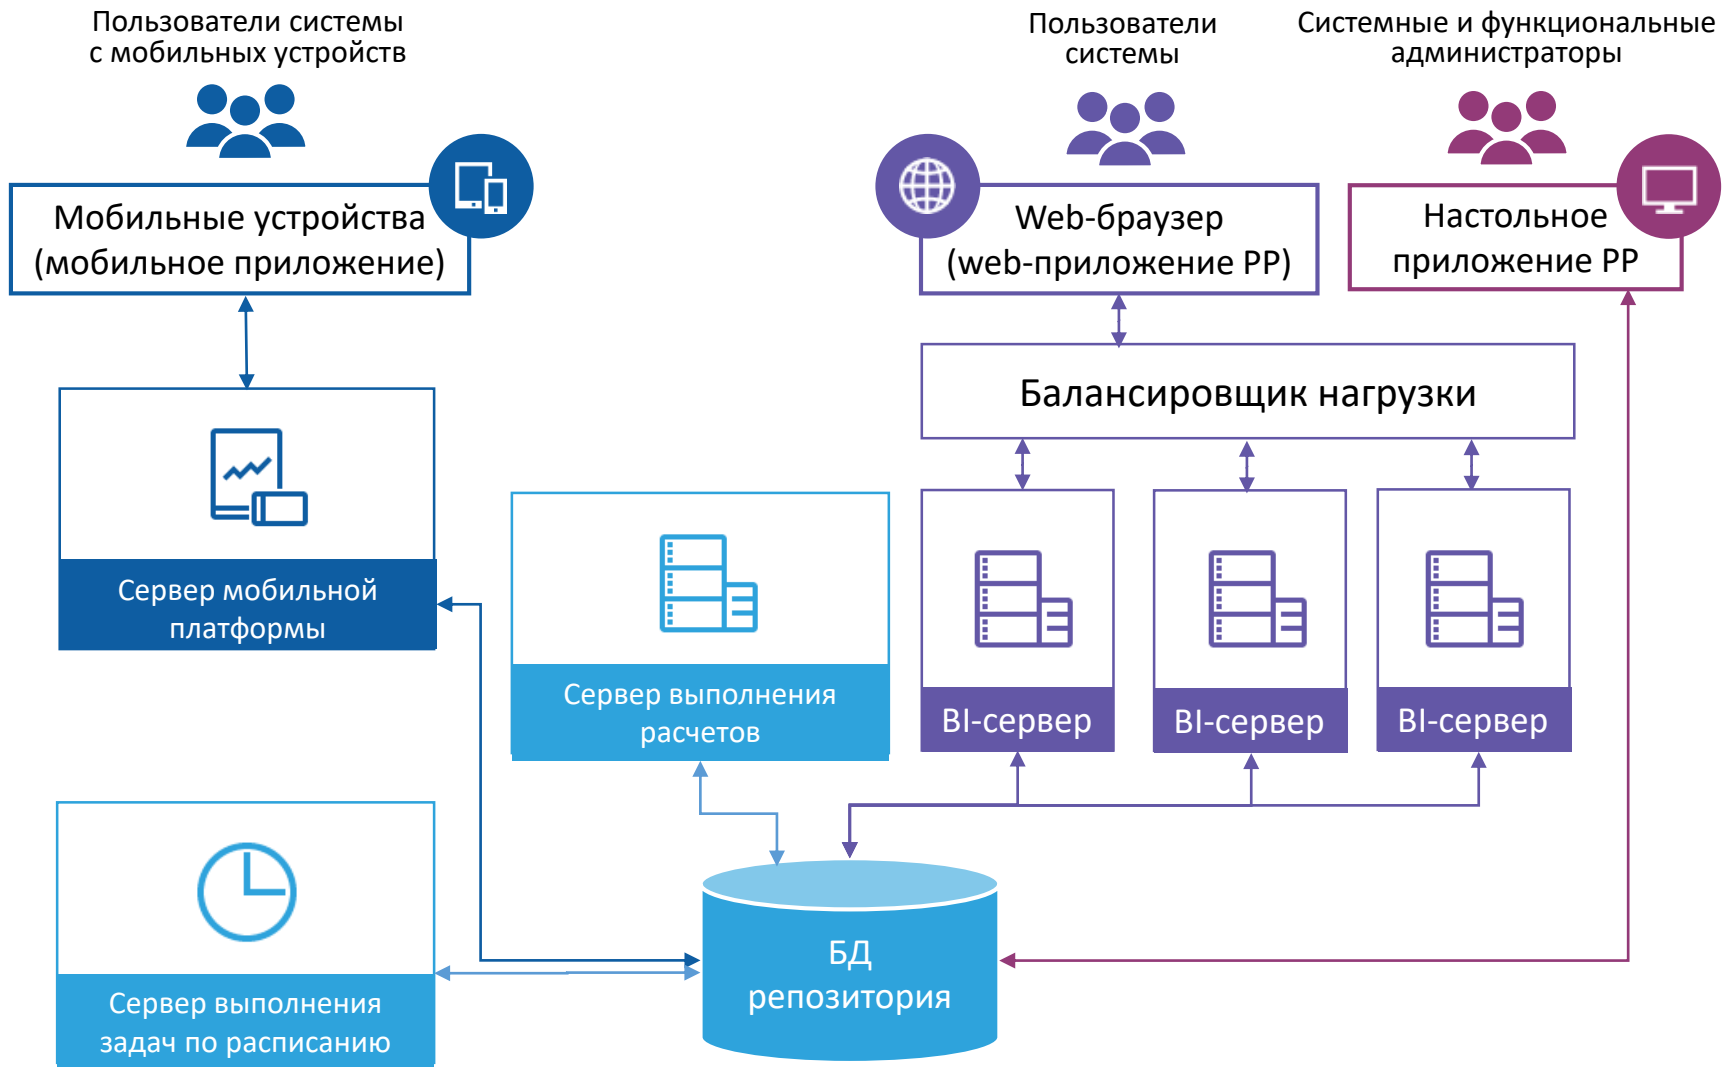 Пользователи системы
с мобильных устройств
Пользователи
системы
Системные и функциональные
администраторы
Мобильные устройства
(мобильное приложение)
Web-браузер
(web-приложение PP)
Настольное
приложение PP
Балансировщик нагрузки
Сервер мобильной
платформы
Сервер выполнения
расчетов
BI-сервер
BI-сервер
BI-сервер
Сервер выполнения
задач по расписанию
БД
репозитория